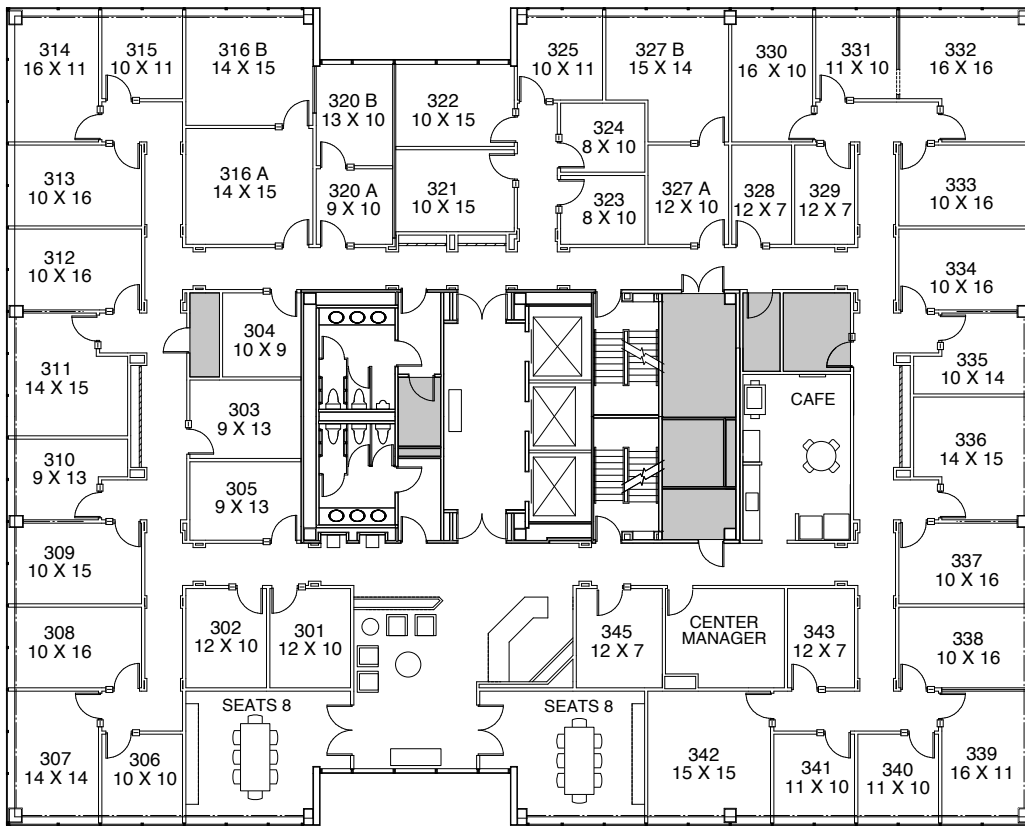 314
16 X 11
315
10 X 11
316 B
14 X 15
320 B
13 X 10
322
10 X 15
325
10 X 11
327 B
15 X 14
330
16 X 10
331
11 X 10
332
16 X 16
324
8 X 10
313
10 X 16
316 A
14 X 15
320 A
9 X 10
321
10 X 15
323
8 X 10
327 A
12 X 10
328
12 X 7
329
12 X 7
333
10 X 16
312
10 X 16
334
10 X 16
304
10 X 9
311
14 X 15
335
10 X 14
303
9 X 13
CAFE
310
9 X 13
336
14 X 15
305
9 X 13
309
10 X 15
337
10 X 16
302
12 X 10
301
12 X 10
345
12 X 7
CENTER
MANAGER
343
12 X 7
308
10 X 16
338
10 X 16
SEATS 8
SEATS 8
307
14 X 14
306
10 X 10
342
15 X 15
341
11 X 10
340
11 X 10
339
16 X 11